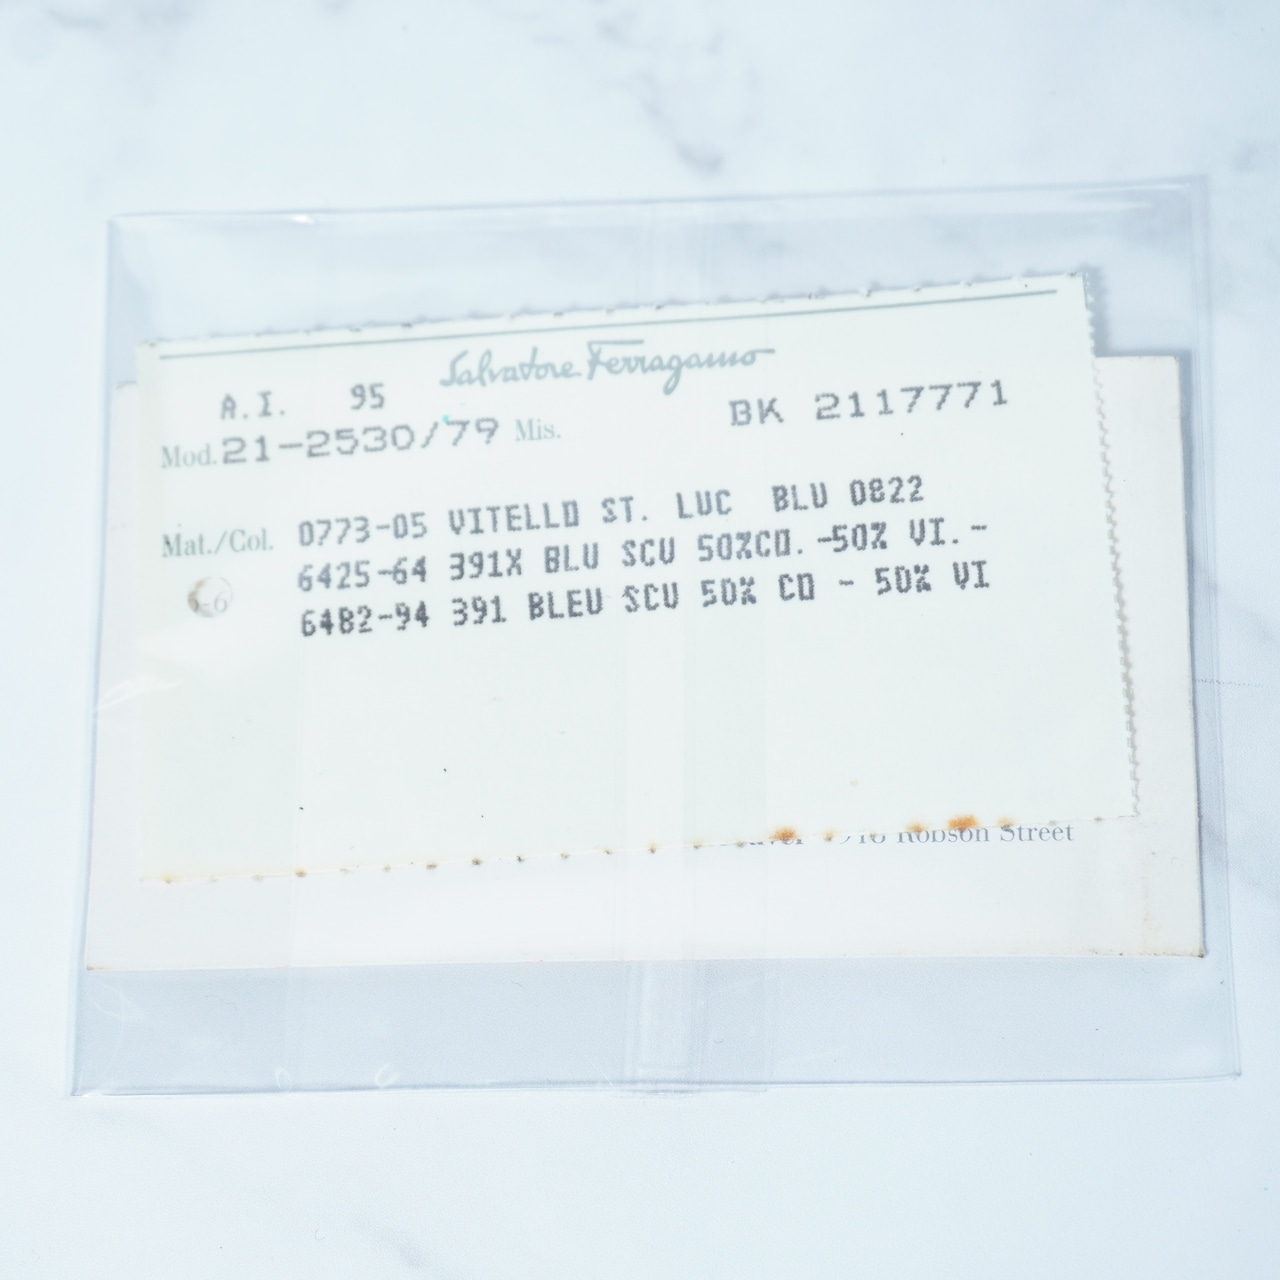 Salvatore Ferragamo
A.I. 95
BK 2117771
Mod. 21-2530/79 Mis.
Mat./Col. 0773-05 VITELLO ST. LUC BLU 0822
6425-64 391X BLU SCU 50%CO. -50% VI.-
6482-94 391 BLEU SCU 50% CO - 50% VI
Robson Street